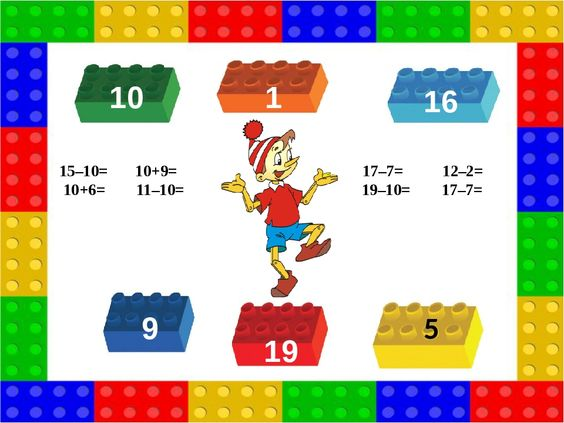 10 1 16
15–10= 10+9= 17–7= 12–2=
10+6= 11–10= 19–10= 17–7=
9 19 5